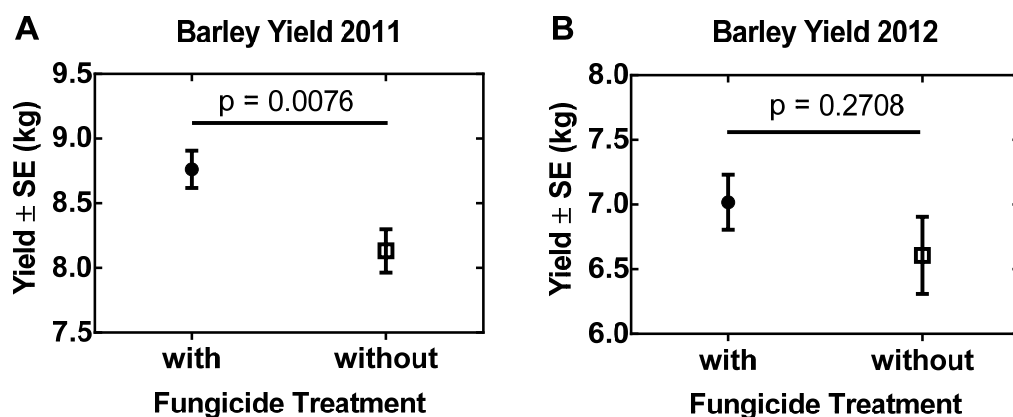 A
Barley Yield 2011
Yield ± SE (kg)
9.5
9.0
8.5
8.0
7.5
p = 0.0076
with
without
Fungicide Treatment
B
Barley Yield 2012
Yield ± SE (kg)
8.0
7.5
7.0
6.5
6.0
p = 0.2708
with
without
Fungicide Treatment